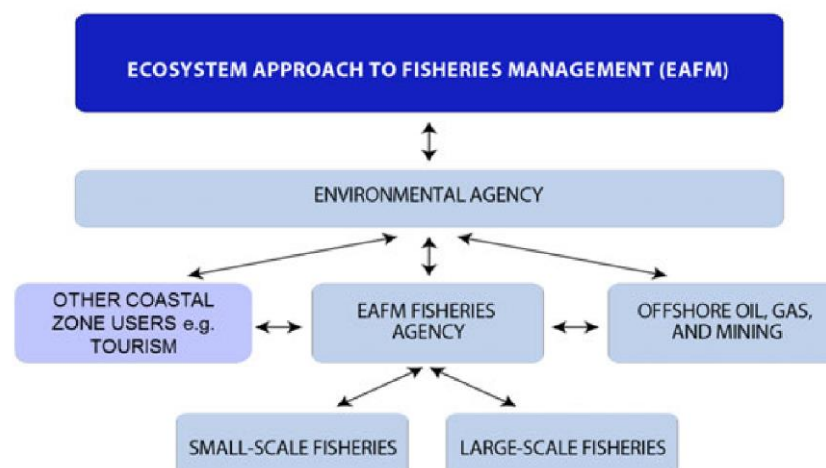 ECOSYSTEM APPROACH TO FISHERIES MANAGEMENT (EAFM)
ENVIRONMENTAL AGENCY
OTHER COASTAL
ZONE USERS e.g.
TOURISM
EAFM FISHERIES
AGENCY
OFFSHORE OIL, GAS,
AND MINING
SMALL-SCALE FISHERIES
LARGE-SCALE FISHERIES